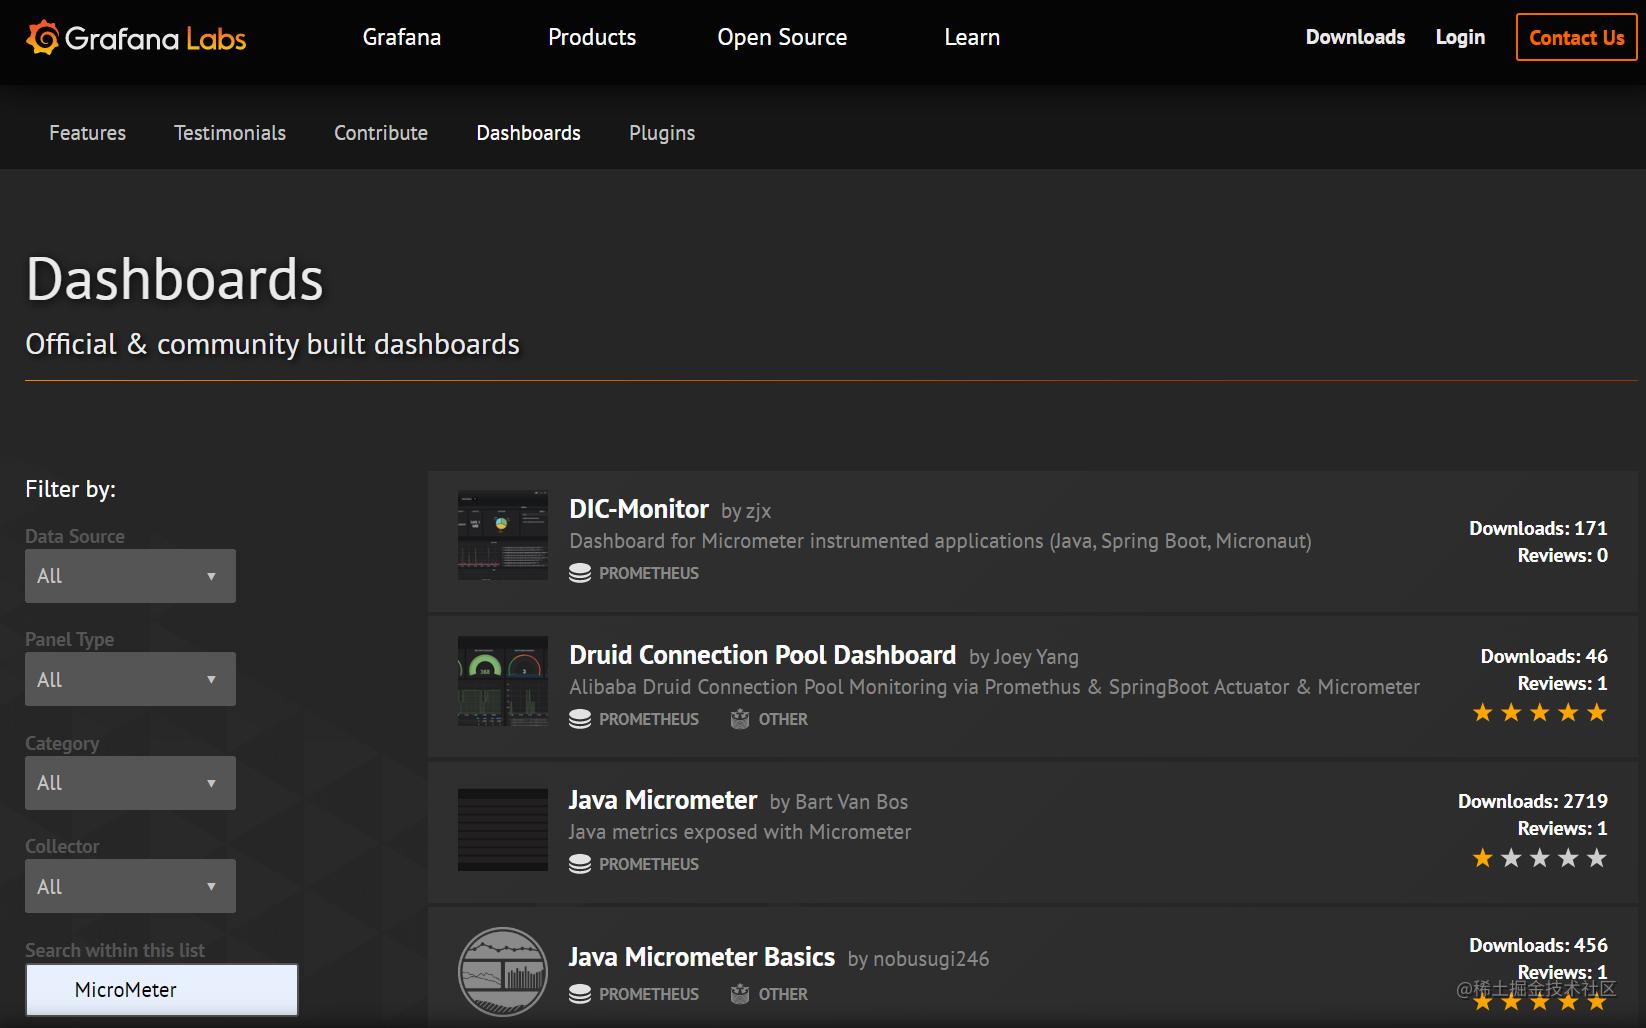 Grafana Labs
Grafana
Products
Open Source
Learn
Downloads
Login
Contact Us
Features
Testimonials
Contribute
Dashboards
Plugins
Dashboards
Official & community built dashboards
Filter by:
Data Source
All
Panel Type
All
Category
All
Collector
All
Search within this list
MicroMeter
DIC-Monitor by zjx
Dashboard for Micrometer instrumented applications (Java, Spring Boot, Micronaut)
PROMETHEUS
Downloads: 171
Reviews: 0
Druid Connection Pool Dashboard by Joey Yang
Alibaba Druid Connection Pool Monitoring via Promethus & SpringBoot Actuator & Micrometer
PROMETHEUS OTHER
Downloads: 46
Reviews: 1
Java Micrometer by Bart Van Bos
Java metrics exposed with Micrometer
PROMETHEUS
Downloads: 2719
Reviews: 1
Java Micrometer Basics by nobusugi246
PROMETHEUS OTHER
Downloads: 456
Reviews: 1
@稀土掘金技术社区